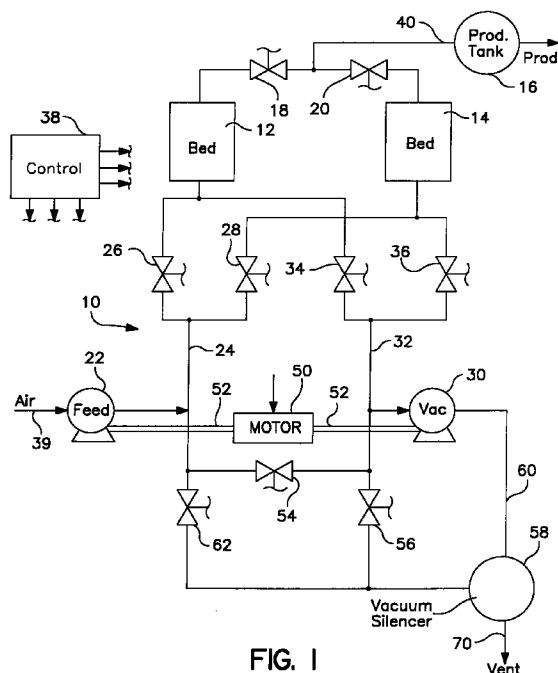 40
Prod.
Tank
Prod
16
18
20
38
Control
12
Bed
14
Bed
26
28
34
36
10
24
32
22
Feed
Air
39
52
50
MOTOR
52
30
Vac
54
60
62
56
58
Vacuum
Silencer
70
Vent
FIG. 1